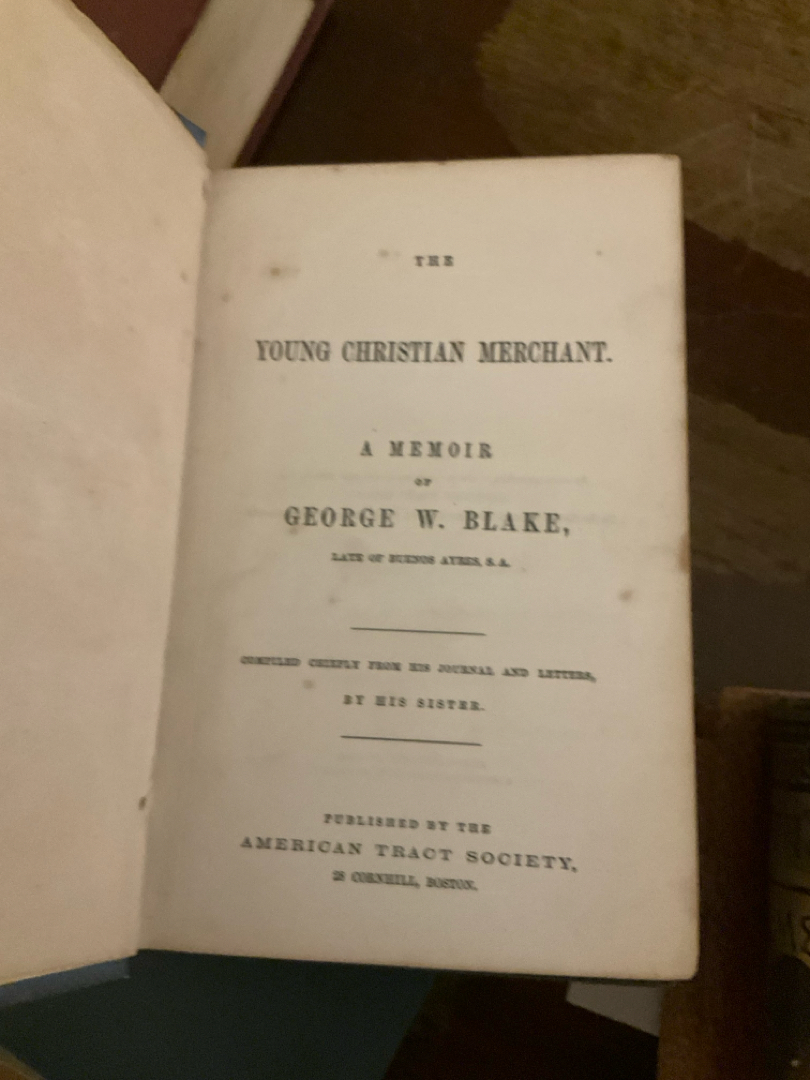 THE
YOUNG CHRISTIAN MERCHANT.
A MEMOIR
OF
GEORGE W. BLAKE,
LATE OF BUENOS AYRES, S.A.
COMPILED CHIEFLY FROM HIS JOURNAL AND LETTERS,
BY HIS SISTER.
PUBLISHED BY THE
AMERICAN TRACT SOCIETY,
28 CORNHILL, BOSTON.